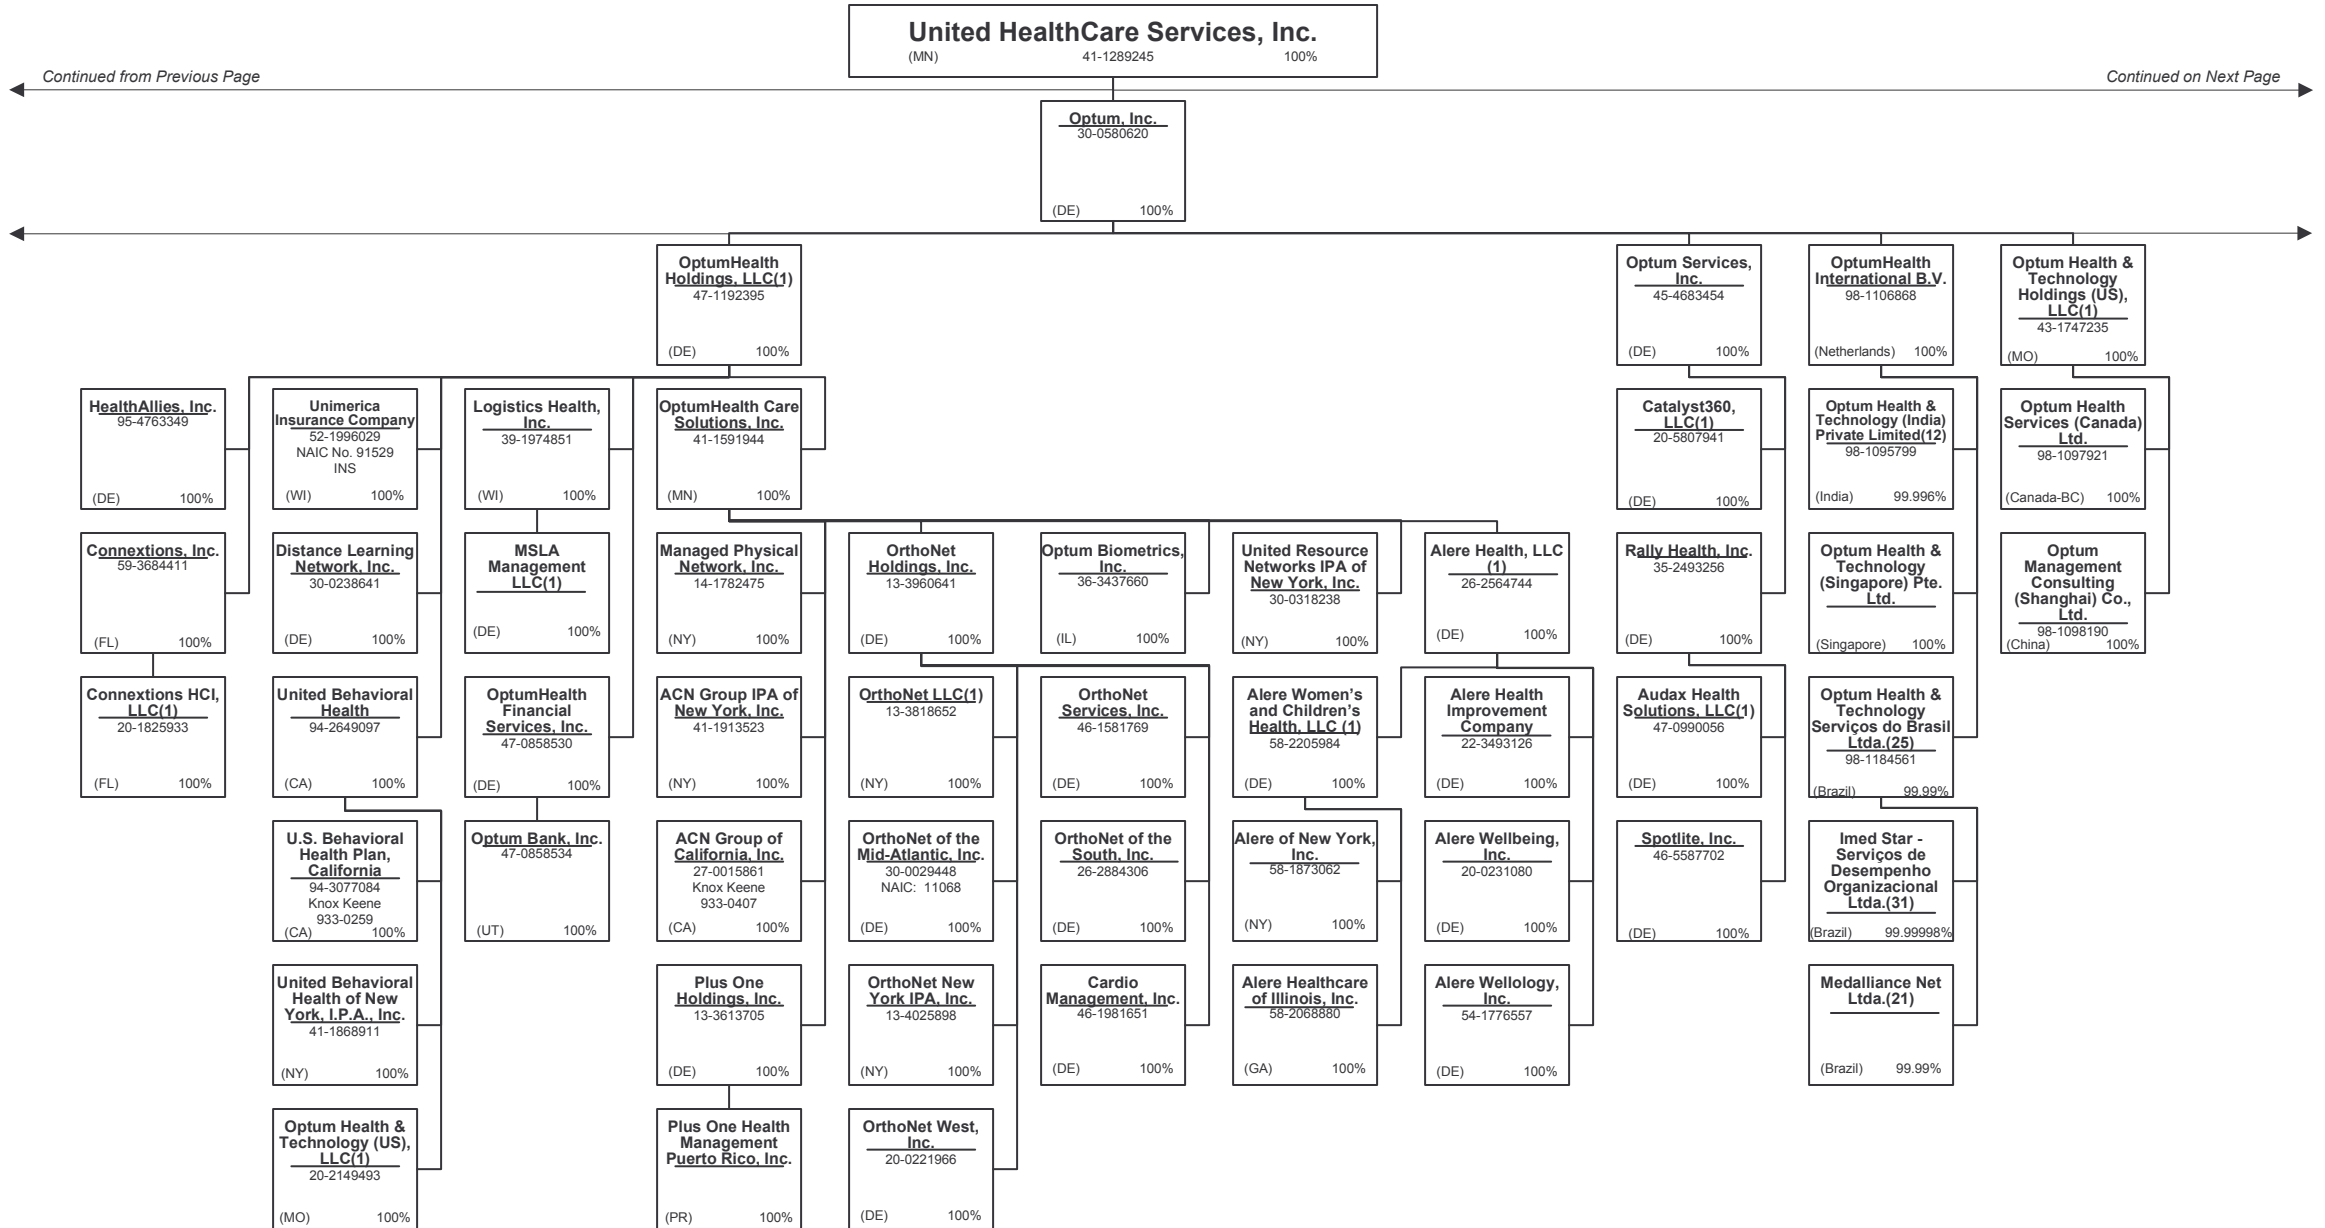 United HealthCare Services, Inc.
(MN) 41-1289245 100%
Continued from Previous Page
Continued on Next Page
Optum, Inc.
30-0580620
(DE) 100%
OptumHealth
Holdings, LLC(1)
47-1192395
(DE) 100%
Optum Services,
Inc.
45-4683454
(DE) 100%
OptumHealth
International B.V.
98-1106868
(Netherlands) 100%
Optum Health &
Technology
Holdings (US),
LLC(1)
43-1747235
(MO) 100%
HealthAllies, Inc.
95-4763349
(DE) 100%
Unimerica
Insurance Company
52-1996029
NAIC No. 91529
INS
(WI) 100%
Logistics Health,
Inc.
39-1974851
(WI) 100%
OptumHealth Care
Solutions, Inc.
41-1591944
(MN) 100%
Catalyst360,
LLC(1)
20-5807941
(DE) 100%
Optum Health &
Technology (India)
Private Limited(12)
98-1095799
(India) 99.996%
Optum Health
Services (Canada)
Ltd.
98-1097921
(Canada-BC) 100%
Connextions, Inc.
59-3684411
(FL) 100%
Distance Learning
Network, Inc.
30-0238641
(DE) 100%
MSLA
Management
LLC(1)
(DE) 100%
Managed Physical
Network, Inc.
14-1782475
(NY) 100%
OrthoNet
Holdings, Inc.
13-3960641
(DE) 100%
Optum Biometrics,
Inc.
36-3437660
(IL) 100%
United Resource
Networks IPA of
New York, Inc.
30-0318238
(NY) 100%
Alere Health, LLC
(1)
26-2564744
(DE) 100%
Rally Health, Inc.
35-2493256
(DE) 100%
Optum Health &
Technology
(Singapore) Pte.
Ltd.
(Singapore) 100%
Optum
Management
Consulting
(Shanghai) Co.,
Ltd.
98-1098190
(China) 100%
Connextions HCI,
LLC(1)
20-1825933
(FL) 100%
United Behavioral
Health
94-2649097
(CA) 100%
OptumHealth
Financial
Services, Inc.
47-0858530
(DE) 100%
ACN Group IPA of
New York, Inc.
41-1913523
(NY) 100%
OrthoNet LLC(1)
13-3818652
(NY) 100%
OrthoNet
Services, Inc.
46-1581769
(DE) 100%
Alere Women’s
and Children’s
Health, LLC (1)
58-2205984
(DE) 100%
Alere Health
Improvement
Company
22-3493126
(DE) 100%
Audax Health
Solutions, LLC(1)
47-0990056
(DE) 100%
Optum Health &
Technology
Serviços do Brasil
Ltda.(25)
98-1184561
(Brazil) 99.99%
U.S. Behavioral
Health Plan,
California
94-3077084
Knox Keene
933-0259
(CA) 100%
Optum Bank, Inc.
47-0858534
(UT) 100%
ACN Group of
California, Inc.
27-0015861
Knox Keene
933-0407
(CA) 100%
OrthoNet of the
Mid-Atlantic, Inc.
30-0029448
NAIC: 11068
(DE) 100%
OrthoNet of the
South, Inc.
26-2884306
(DE) 100%
Alere of New York,
Inc.
58-1873062
(NY) 100%
Alere Wellbeing,
Inc.
20-0231080
(DE) 100%
Spotlite, Inc.
46-5587702
(DE) 100%
Imed Star -
Serviços de
Desempenho
Organizacional
Ltda.(31)
(Brazil) 99.99998%
United Behavioral
Health of New
York, I.P.A., Inc.
41-1868911
(NY) 100%
Plus One
Holdings, Inc.
13-3613705
(DE) 100%
OrthoNet New
York IPA, Inc.
13-4025898
(NY) 100%
Cardio
Management, Inc.
46-1981651
(DE) 100%
Alere Healthcare
of Illinois, Inc.
58-2068880
(GA) 100%
Alere Wellology,
Inc.
54-1776557
(DE) 100%
Medalliance Net
Ltda.(21)
(Brazil) 99.99%
Optum Health &
Technology (US),
LLC(1)
20-2149493
(MO) 100%
Plus One Health
Management
Puerto Rico, Inc.
(PR) 100%
OrthoNet West,
Inc.
20-0221966
(DE) 100%